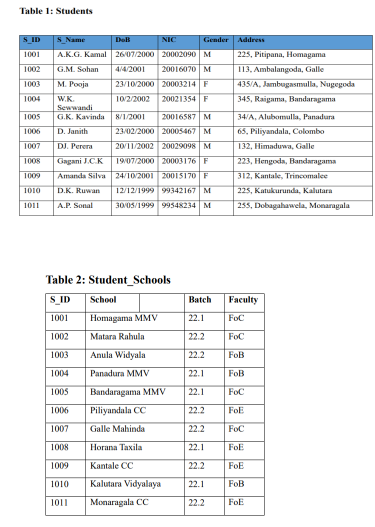 Table 1: Students
S_ID S_Name DoB NIC Gender Address
1001 A.K.G. Kamal 26/07/2000 20002090 M 225, Pitipana, Homagama
1002 G.M. Sohan 4/4/2001 20016070 M 113, Ambalangoda, Galle
1003 M. Pooja 23/10/2000 20003214 F 435/A, Jambugasmulla, Nugegoda
1004 W.K. Sewwandi 10/2/2002 20021354 F 345, Raigama, Bandaragama
1005 G.K. Kavinda 8/1/2001 20016587 M 34/A, Alubomulla, Panadura
1006 D. Janith 23/02/2000 20005467 M 65, Piliyandala, Colombo
1007 DJ. Perera 20/11/2002 20029098 M 132, Himaduwa, Galle
1008 Gagani J.C.K 19/07/2000 20003176 F 223, Hengoda, Bandaragama
1009 Amanda Silva 24/10/2001 20015170 F 312, Kantale, Trincomalee
1010 D.K. Ruwan 12/12/1999 99342167 M 225, Katukurunda, Kalutara
1011 A.P. Sonal 30/05/1999 99548234 M 255, Dobagahawela, Monaragala
Table 2: Student_Schools
S_ID School Batch Faculty
1001 Homagama MMV 22.1 FoC
1002 Matara Rahula 22.2 FoC
1003 Anula Widyala 22.2 FoB
1004 Panadura MMV 22.1 FoB
1005 Bandaragama MMV 22.1 FoC
1006 Piliyandala CC 22.2 FoE
1007 Galle Mahinda 22.2 FoC
1008 Horana Taxila 22.1 FoE
1009 Kantale CC 22.2 FoE
1010 Kalutara Vidyalaya 22.1 FoB
1011 Monaragala CC 22.2 FoE